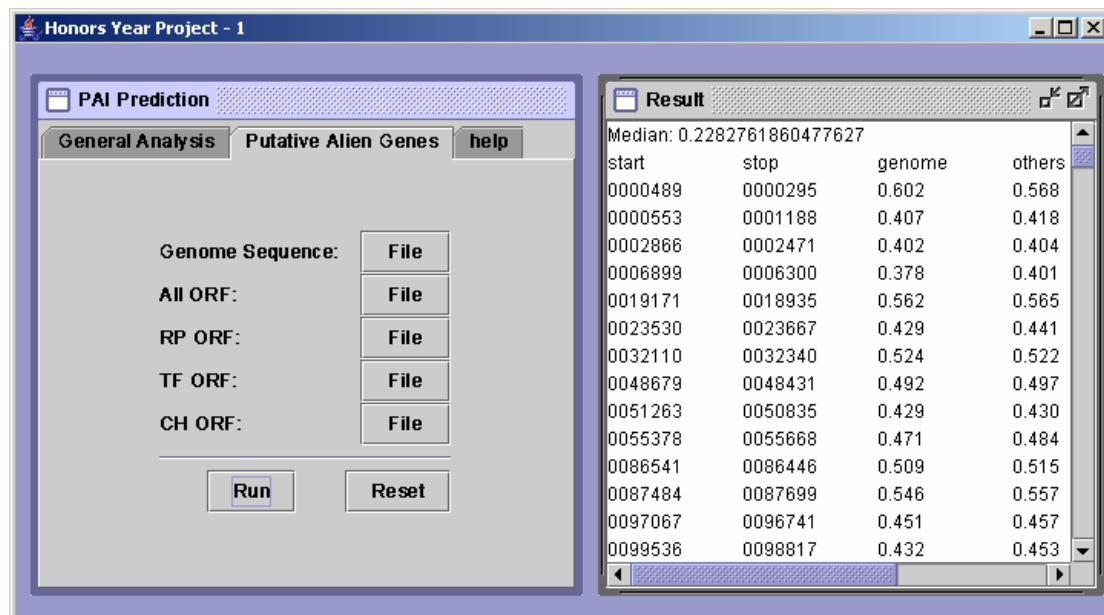 Honors Year Project - 1
PAI Prediction
General Analysis Putative Alien Genes help
Genome Sequence: File
All ORF: File
RP ORF: File
TF ORF: File
CH ORF: File
Run Reset
Result
Median: 0.2282761860477627
start stop genome others
0000489 0000295 0.602 0.568
0000553 0001188 0.407 0.418
0002866 0002471 0.402 0.404
0006899 0006300 0.378 0.401
0019171 0018935 0.562 0.565
0023530 0023667 0.429 0.441
0032110 0032340 0.524 0.522
0048679 0048431 0.492 0.497
0051263 0050835 0.429 0.430
0055378 0055668 0.471 0.484
0086541 0086446 0.509 0.515
0087484 0087699 0.546 0.557
0097067 0096741 0.451 0.457
0099536 0098817 0.432 0.453